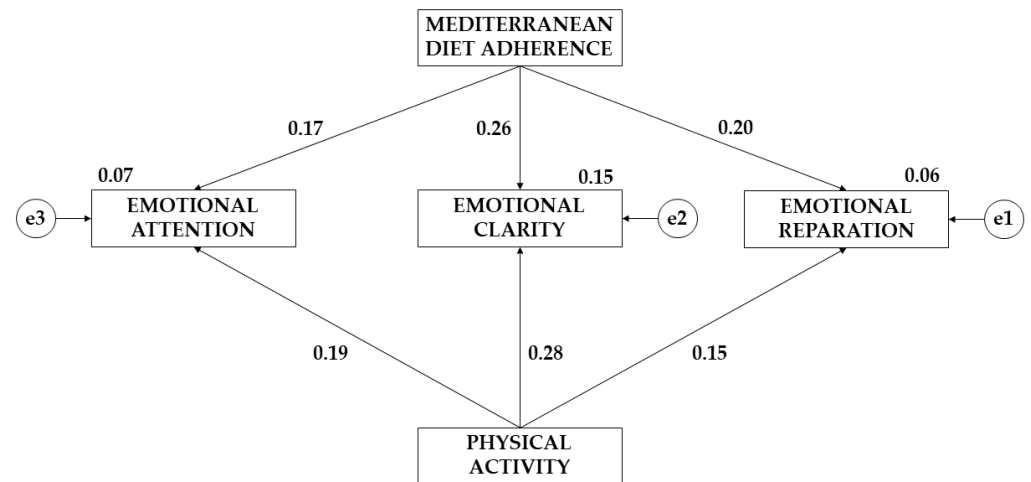 MEDITERRANEAN
DIET ADHERENCE
0.17
0.26
0.20
0.07
0.15
0.06
e3
EMOTIONAL
ATTENTION
EMOTIONAL
CLARITY
e2
EMOTIONAL
REPARATION
e1
0.19
0.28
0.15
PHYSICAL
ACTIVITY